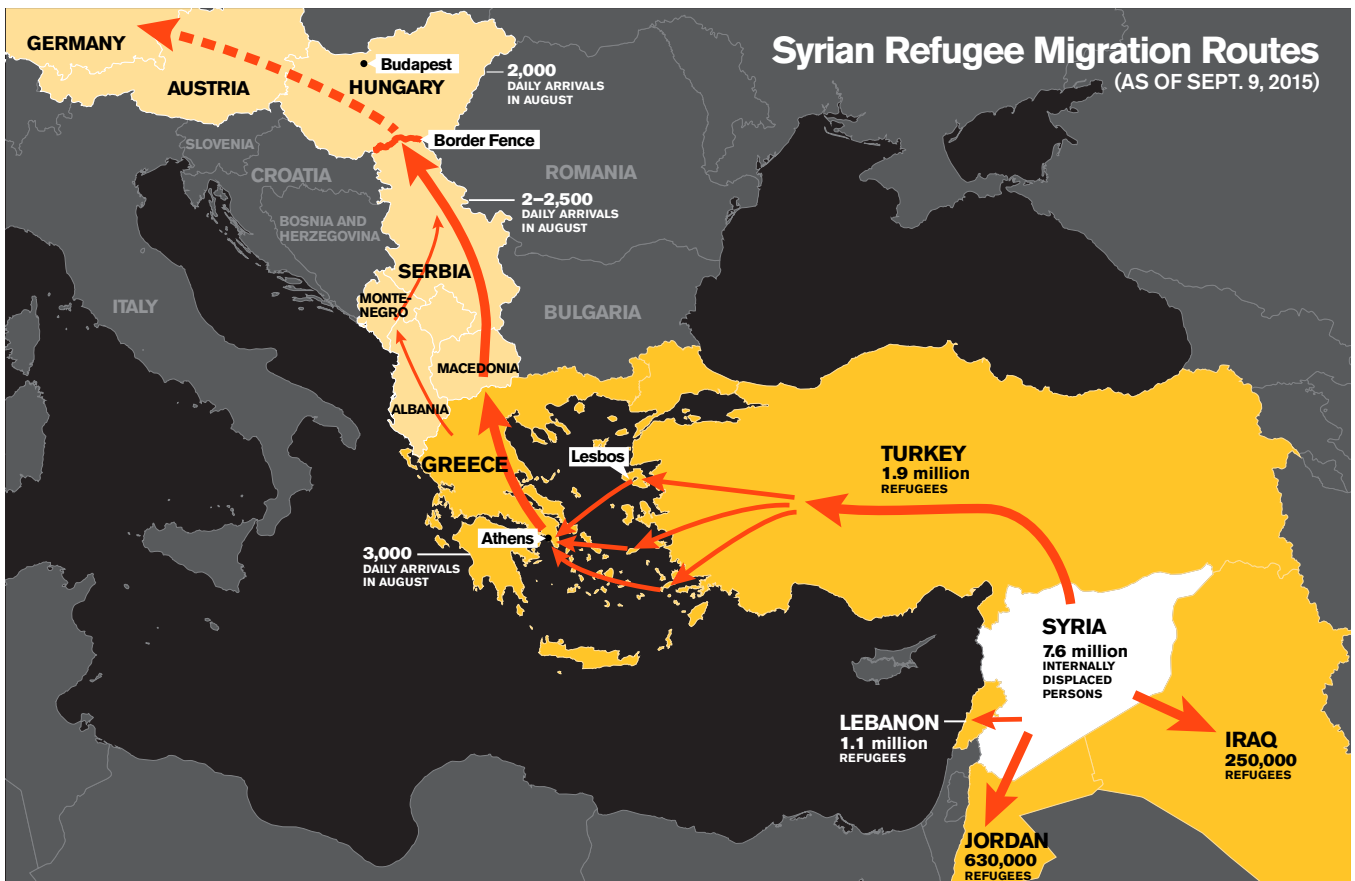 Syrian Refugee Migration Routes
(AS OF SEPT. 9, 2015)
GERMANY
AUSTRIA
Budapest
HUNGARY
2,000
DAILY ARRIVALS
IN AUGUST
Border Fence
SLOVENIA
CROATIA
ROMANIA
BOSNIA AND
HERZEGOVINA
2–2,500
DAILY ARRIVALS
IN AUGUST
SERBIA
ITALY
MONTE-
NEGRO
BULGARIA
MACEDONIA
ALBANIA
GREECE
Lesbos
TURKEY
1.9 million
REFUGEES
Athens
3,000
DAILY ARRIVALS
IN AUGUST
SYRIA
7.6 million
INTERNALLY
DISPLACED
PERSONS
LEBANON
1.1 million
REFUGEES
IRAQ
250,000
REFUGEES
JORDAN
630,000
REFUGEES